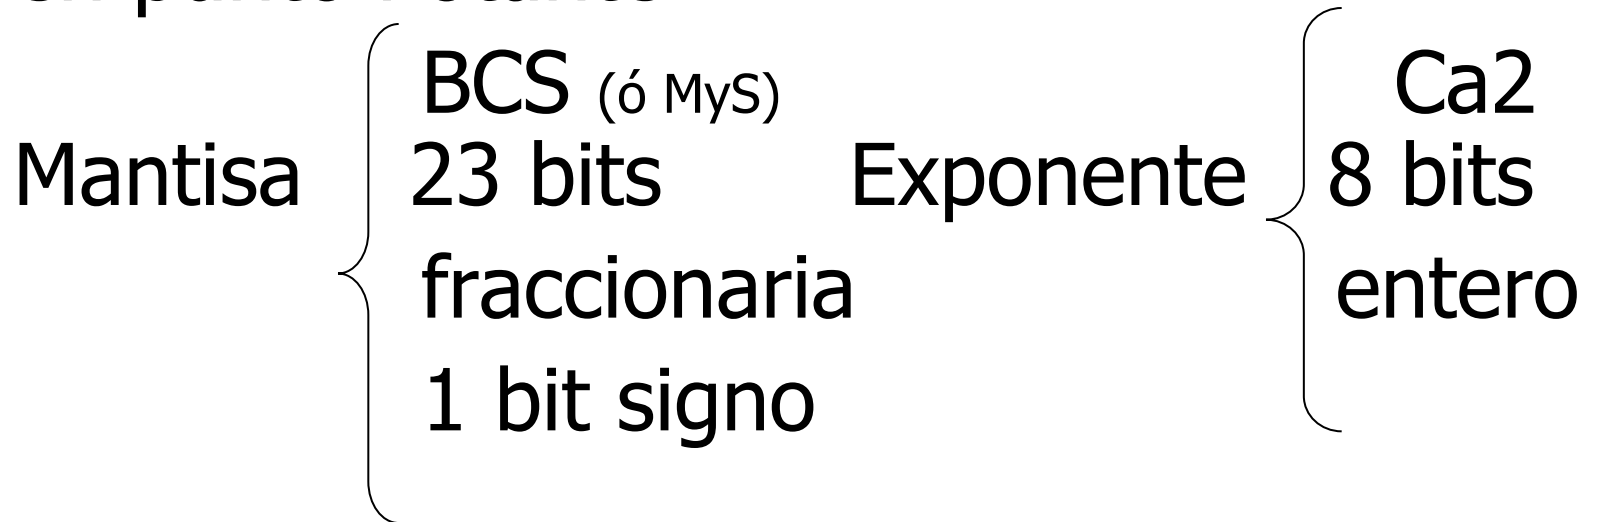 BCS (ó MyS) Ca2
Mantisa 23 bits Exponente 8 bits
fraccionaria entero
1 bit signo